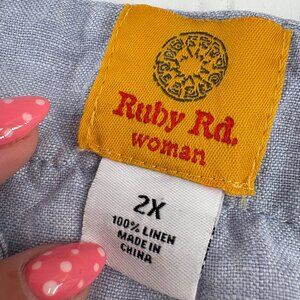 Ruby Rd.
woman
2X
100% LINEN
MADE IN
CHINA